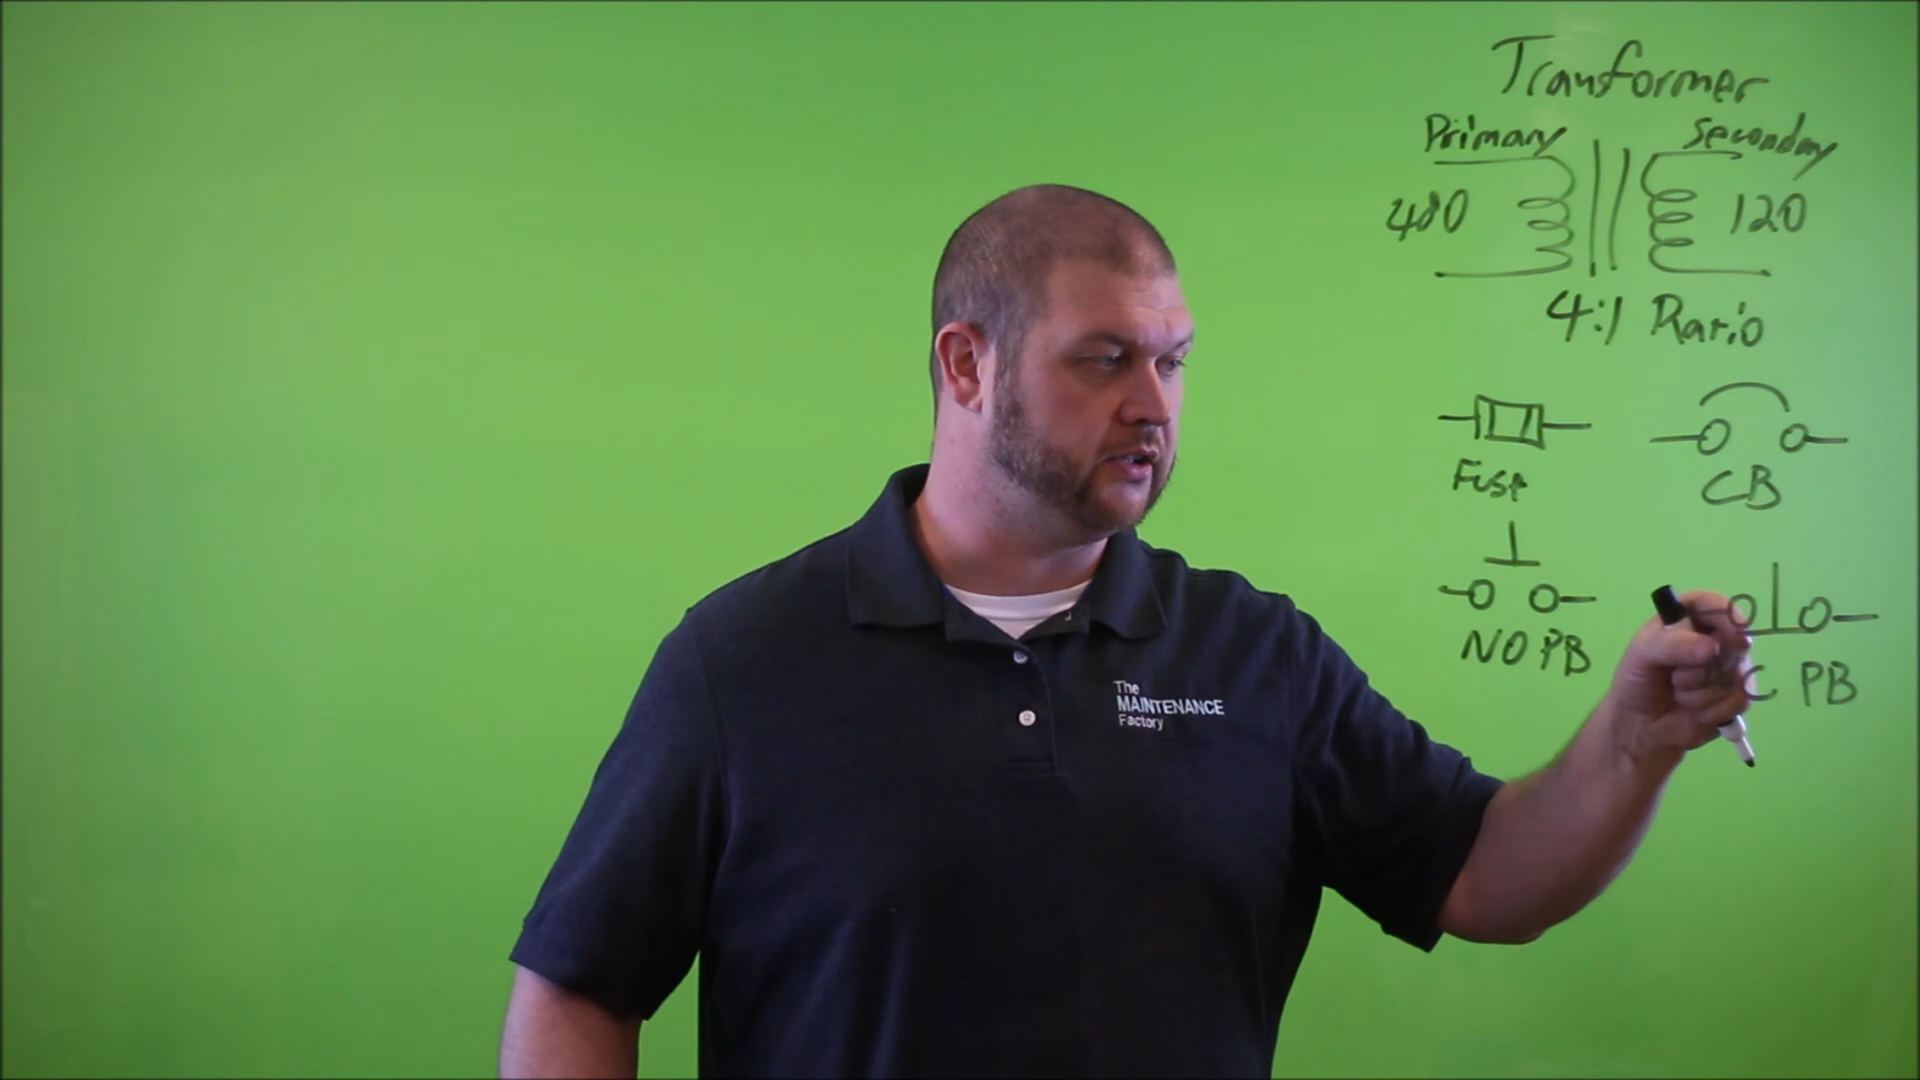 Transformer
Primary Secondary
480 120
4:1 Ratio
Fuse CB
NO PB C PB
The
MAINTENANCE
Factory